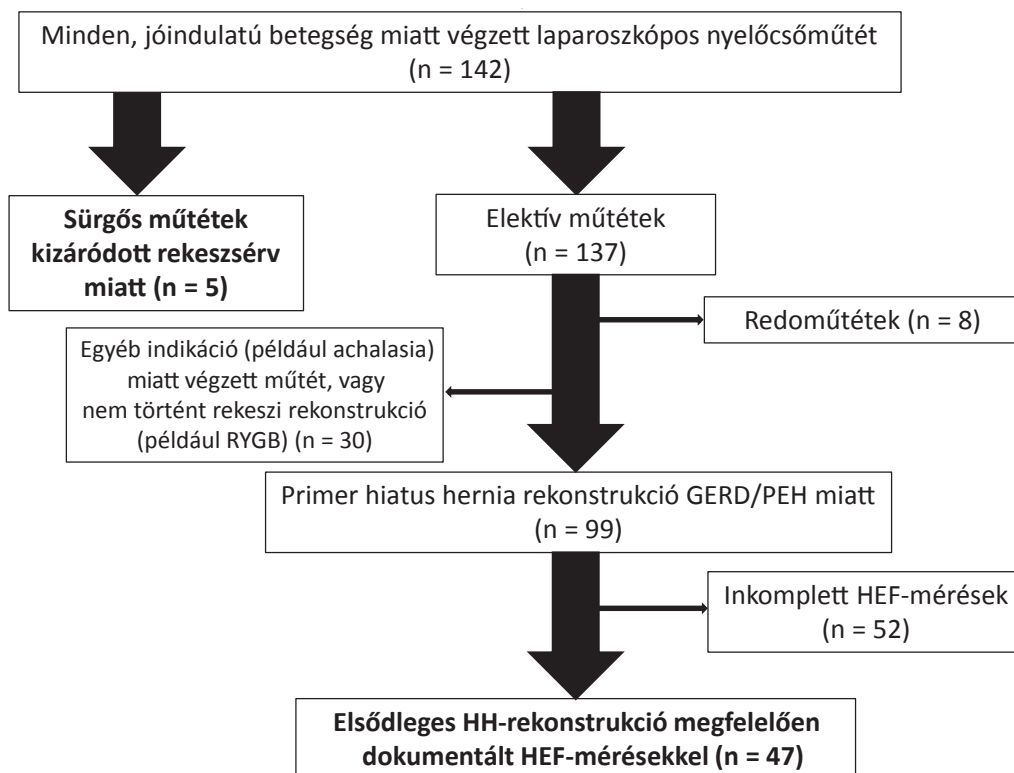 Minden, jóindulatú betegség miatt végzett laparoszkópos nyelőcsőműtét
(n = 142)
Sürgős műtétek
kizáródott rekeszsérv
miatt (n = 5)
Elektív műtétek
(n = 137)
Redoműtétek (n = 8)
Egyéb indikáció (például achalasia)
miatt végzett műtét, vagy
nem történt rekeszi rekonstrukció
(például RYGB) (n = 30)
Primer hiatus hernia rekonstrukció GERD/PEH miatt
(n = 99)
Inkomplett HEF-mérések
(n = 52)
Elsődleges HH-rekonstrukció megfelelően
dokumentált HEF-mérésekkel (n = 47)